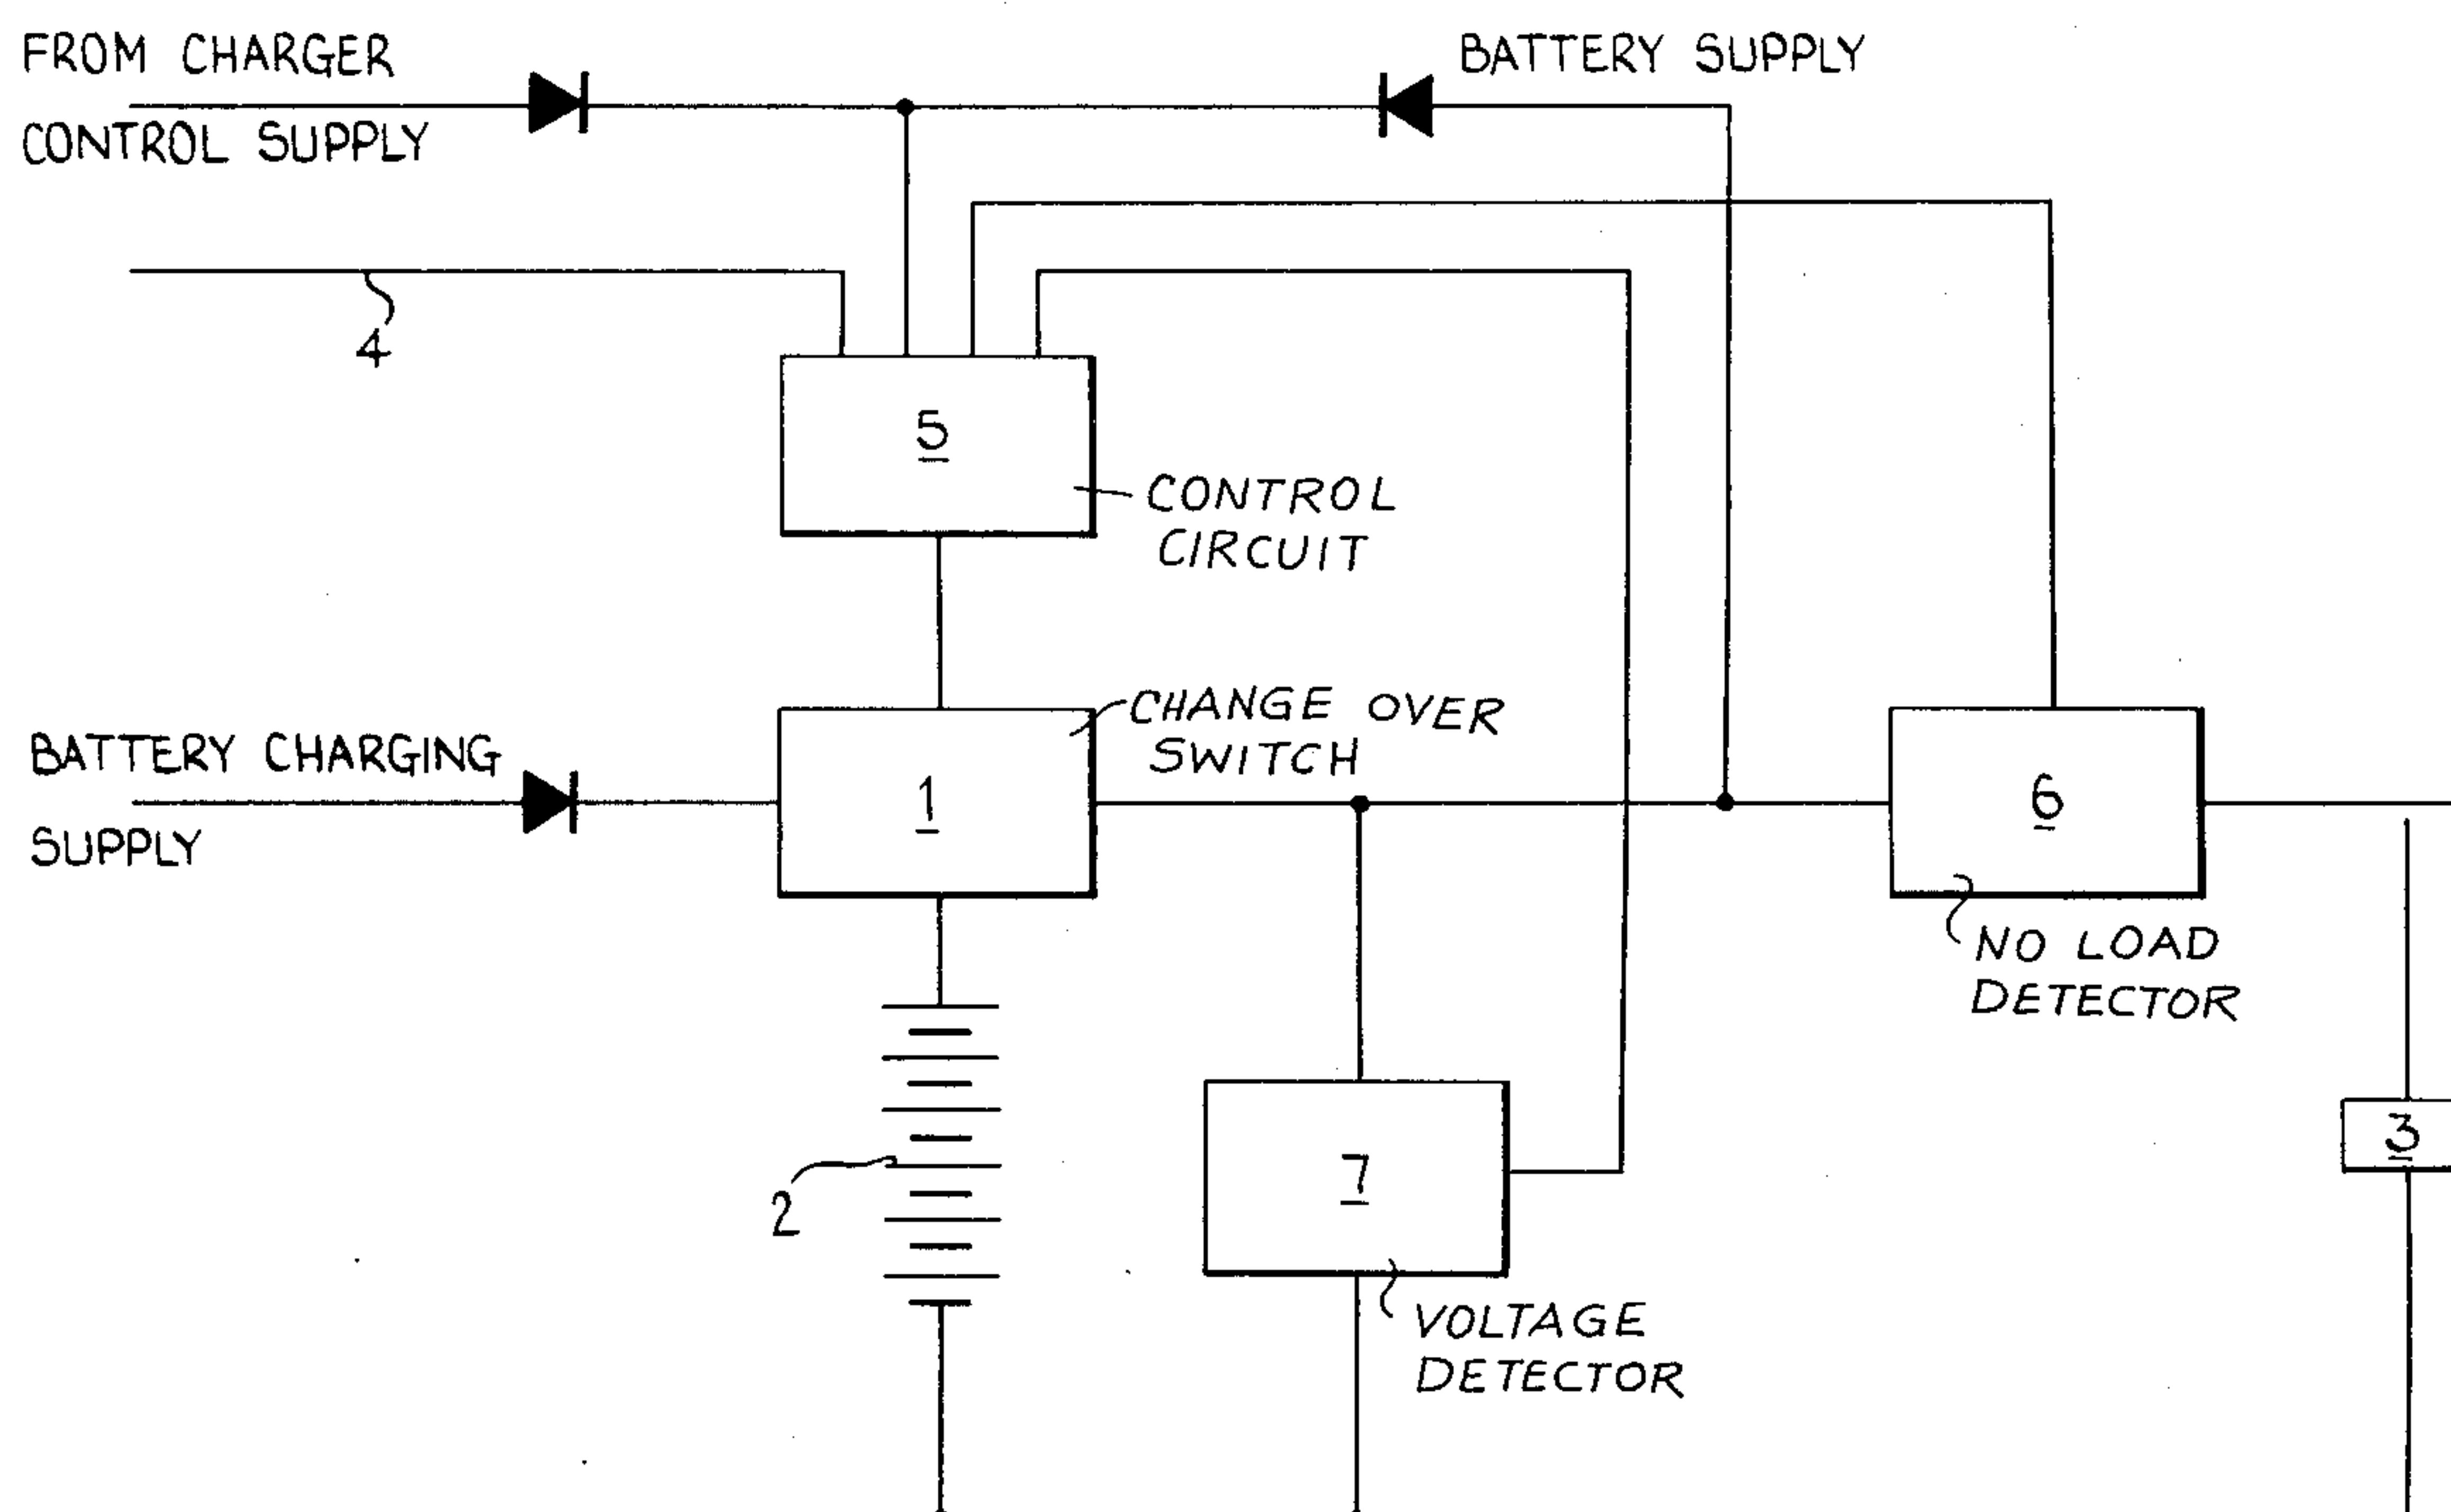 FROM CHARGER
CONTROL SUPPLY
BATTERY SUPPLY
4
5
CONTROL
CIRCUIT
CHANGE OVER
SWITCH
BATTERY CHARGING
SUPPLY
1
6
NO LOAD
DETECTOR
3
2
7
VOLTAGE
DETECTOR